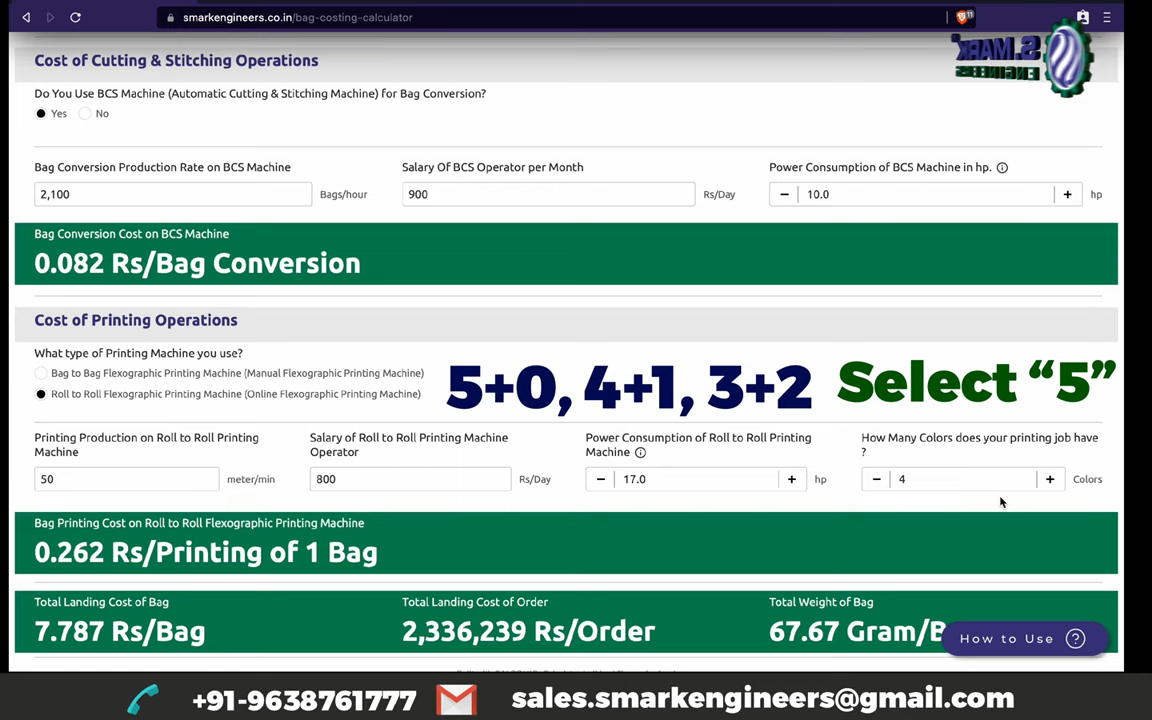 smarkengineers.co.in/bag-costing-calculator
11
Cost of Cutting & Stitching Operations
Do You Use BCS Machine (Automatic Cutting & Stitching Machine) for Bag Conversion?
Yes No
Bag Conversion Production Rate on BCS Machine
2,100 Bags/hour
Salary Of BCS Operator per Month
900 Rs/Day
Power Consumption of BCS Machine in hp.
− 10.0 + hp
Bag Conversion Cost on BCS Machine
0.082 Rs/Bag Conversion
Cost of Printing Operations
What type of Printing Machine you use?
Bag to Bag Flexographic Printing Machine (Manual Flexographic Printing Machine)
Roll to Roll Flexographic Printing Machine (Online Flexographic Printing Machine)
5+0, 4+1, 3+2 Select “5”
Printing Production on Roll to Roll Printing
Machine
50 meter/min
Salary of Roll to Roll Printing Machine
Operator
800 Rs/Day
Power Consumption of Roll to Roll Printing
Machine
− 17.0 + hp
How Many Colors does your printing job have
?
− 4 + Colors
Bag Printing Cost on Roll to Roll Flexographic Printing Machine
0.262 Rs/Printing of 1 Bag
Total Landing Cost of Bag
7.787 Rs/Bag
Total Landing Cost of Order
2,336,239 Rs/Order
Total Weight of Bag
67.67 Gram/B
How to Use ?
+91-9638761777 sales.smarkengineers@gmail.com